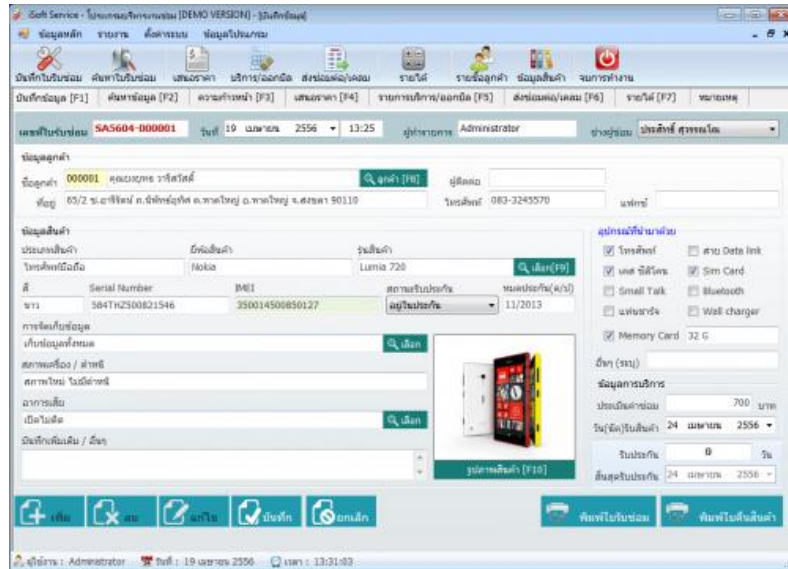 iSoft Service - โปรแกรมบริหารงานซ่อม [DEMO VERSION] - [บันทึกข้อมูล]
ข้อมูลหลัก รายงาน ตั้งค่าระบบ ข้อมูลโปรแกรม
บันทึกใบรับซ่อม ค้นหาใบรับซ่อม เสนอราคา บริการ/ออกบิล ส่งซ่อมต่อ/เคลม รายได้ รายชื่อลูกค้า ข้อมูลสินค้า จบการทำงาน
บันทึกข้อมูล [F1] ค้นหาข้อมูล [F2] ความก้าวหน้า [F3] เสนอราคา [F4] รายการบริการ/ออกบิล [F5] ส่งซ่อมต่อ/เคลม [F6] รายได้ [F7] หมายเหตุ
เลขที่ใบรับซ่อม SA5604-000001 วันที่ 19 เมษายน 2556 13:25 ผู้ทำรายการ Administrator ช่างผู้ซ่อม ประสิทธิ์ สุวรรณโณ
ข้อมูลลูกค้า
ชื่อลูกค้า 000001 ลูกค้า [F8] ผู้ติดต่อ
ที่อยู่ 65/2 ต.หาดใหญ่ อ.หาดใหญ่ จ.สงขลา 90110 โทรศัพท์ 083-3245570 แฟกซ์
ข้อมูลสินค้า อุปกรณ์ที่นำมาด้วย
ประเภทสินค้า ยี่ห้อสินค้า รุ่นสินค้า โทรศัพท์ สาย Data link
โทรศัพท์มือถือ Nokia Lumia 720 เลือก[F9] เคส ซิลิโคน Sim Card
สี Serial Number IMEI สถานะรับประกัน หมดประกัน(ด/ป) Small Talk Bluetooth
ขาว 584THZ500821546 350014500850127 อยู่ในประกัน 11/2013 แท่นชาร์จ Wall charger
การจัดเก็บข้อมูล Memory Card 32 G
เก็บข้อมูลทั้งหมด เลือก
สภาพเครื่อง / ตำหนิ อื่นๆ (ระบุ)
สภาพใหม่ ไม่มีตำหนิ ข้อมูลการบริการ
อาการเสีย ประเมินค่าซ่อม 700 บาท
เปิดไม่ติด เลือก วัน(นัด)รับสินค้า 24 เมษายน 2556
บันทึกเพิ่มเติม / อื่นๆ รับประกัน 0 วัน
รูปภาพสินค้า [F10] สิ้นสุดรับประกัน 24 เมษายน 2556
เพิ่ม ลบ แก้ไข บันทึก ยกเลิก พิมพ์ใบรับซ่อม พิมพ์ใบคืนสินค้า
ผู้ใช้งาน : Administrator วันที่ : 19 เมษายน 2556 เวลา : 13:31:03